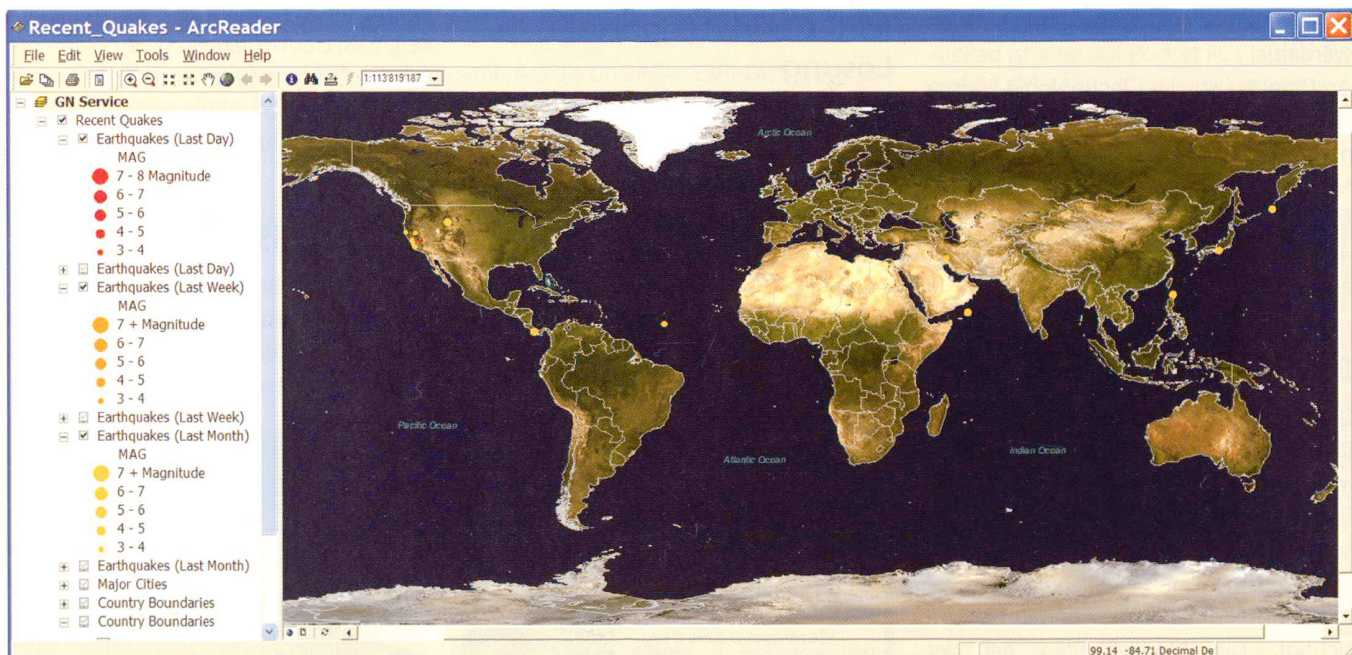 Recent_Quakes - ArcReader
File Edit View Tools Window Help
1:113'819'187
GN Service
Recent Quakes
Earthquakes (Last Day)
MAG
7 - 8 Magnitude
6 - 7
5 - 6
4 - 5
3 - 4
Earthquakes (Last Day)
Earthquakes (Last Week)
MAG
7 + Magnitude
6 - 7
5 - 6
4 - 5
3 - 4
Earthquakes (Last Week)
Earthquakes (Last Month)
MAG
7 + Magnitude
6 - 7
5 - 6
4 - 5
3 - 4
Earthquakes (Last Month)
Major Cities
Country Boundaries
Country Boundaries
Arctic Ocean
Pacific Ocean
Atlantic Ocean
Indian Ocean
99.14 -84.71 Decimal De